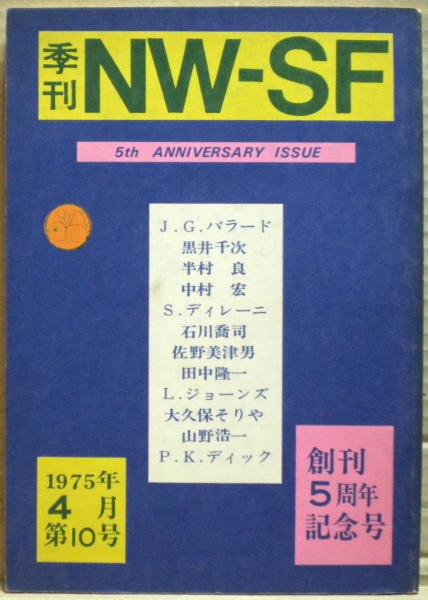 季刊 NW-SF
5th ANNIVERSARY ISSUE
J.G.バラード
黒井千次
半村 良
中村 宏
S.ディレーニ
石川喬司
佐野美津男
田中隆一
L.ジョーンズ
大久保そりや
山野浩一
P.K.ディック
1975年
4月
第10号
創刊
5周年
記念号